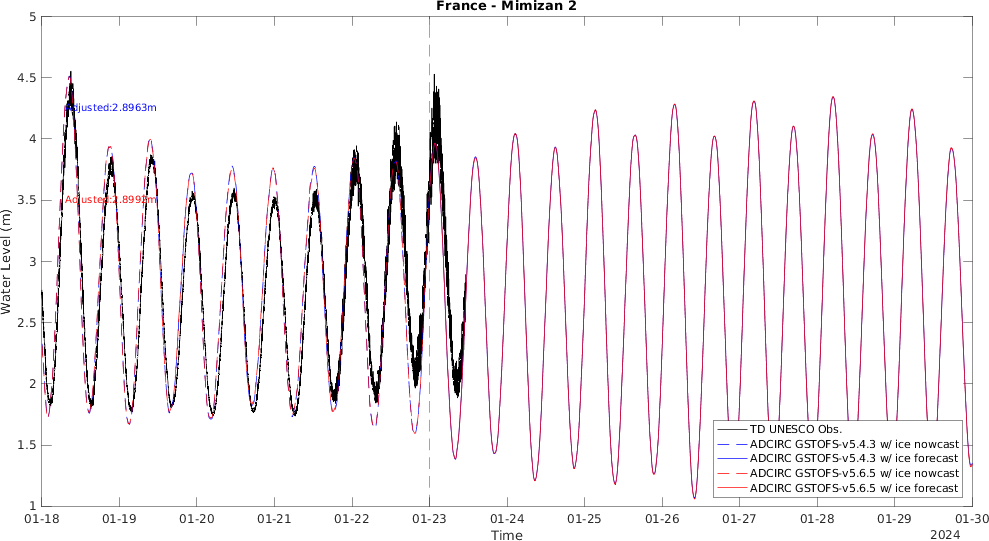 France - Mimizan 2
Water Level (m)
5
4.5
4
3.5
3
2.5
2
1.5
1
Adjusted:2.8963m
Adjusted:2.8992m
TD UNESCO Obs.
ADCIRC GSTOFS-v5.4.3 w/ ice nowcast
ADCIRC GSTOFS-v5.4.3 w/ ice forecast
ADCIRC GSTOFS-v5.6.5 w/ ice nowcast
ADCIRC GSTOFS-v5.6.5 w/ ice forecast
01-18 01-19 01-20 01-21 01-22 01-23 01-24 01-25 01-26 01-27 01-28 01-29 01-30
Time
2024